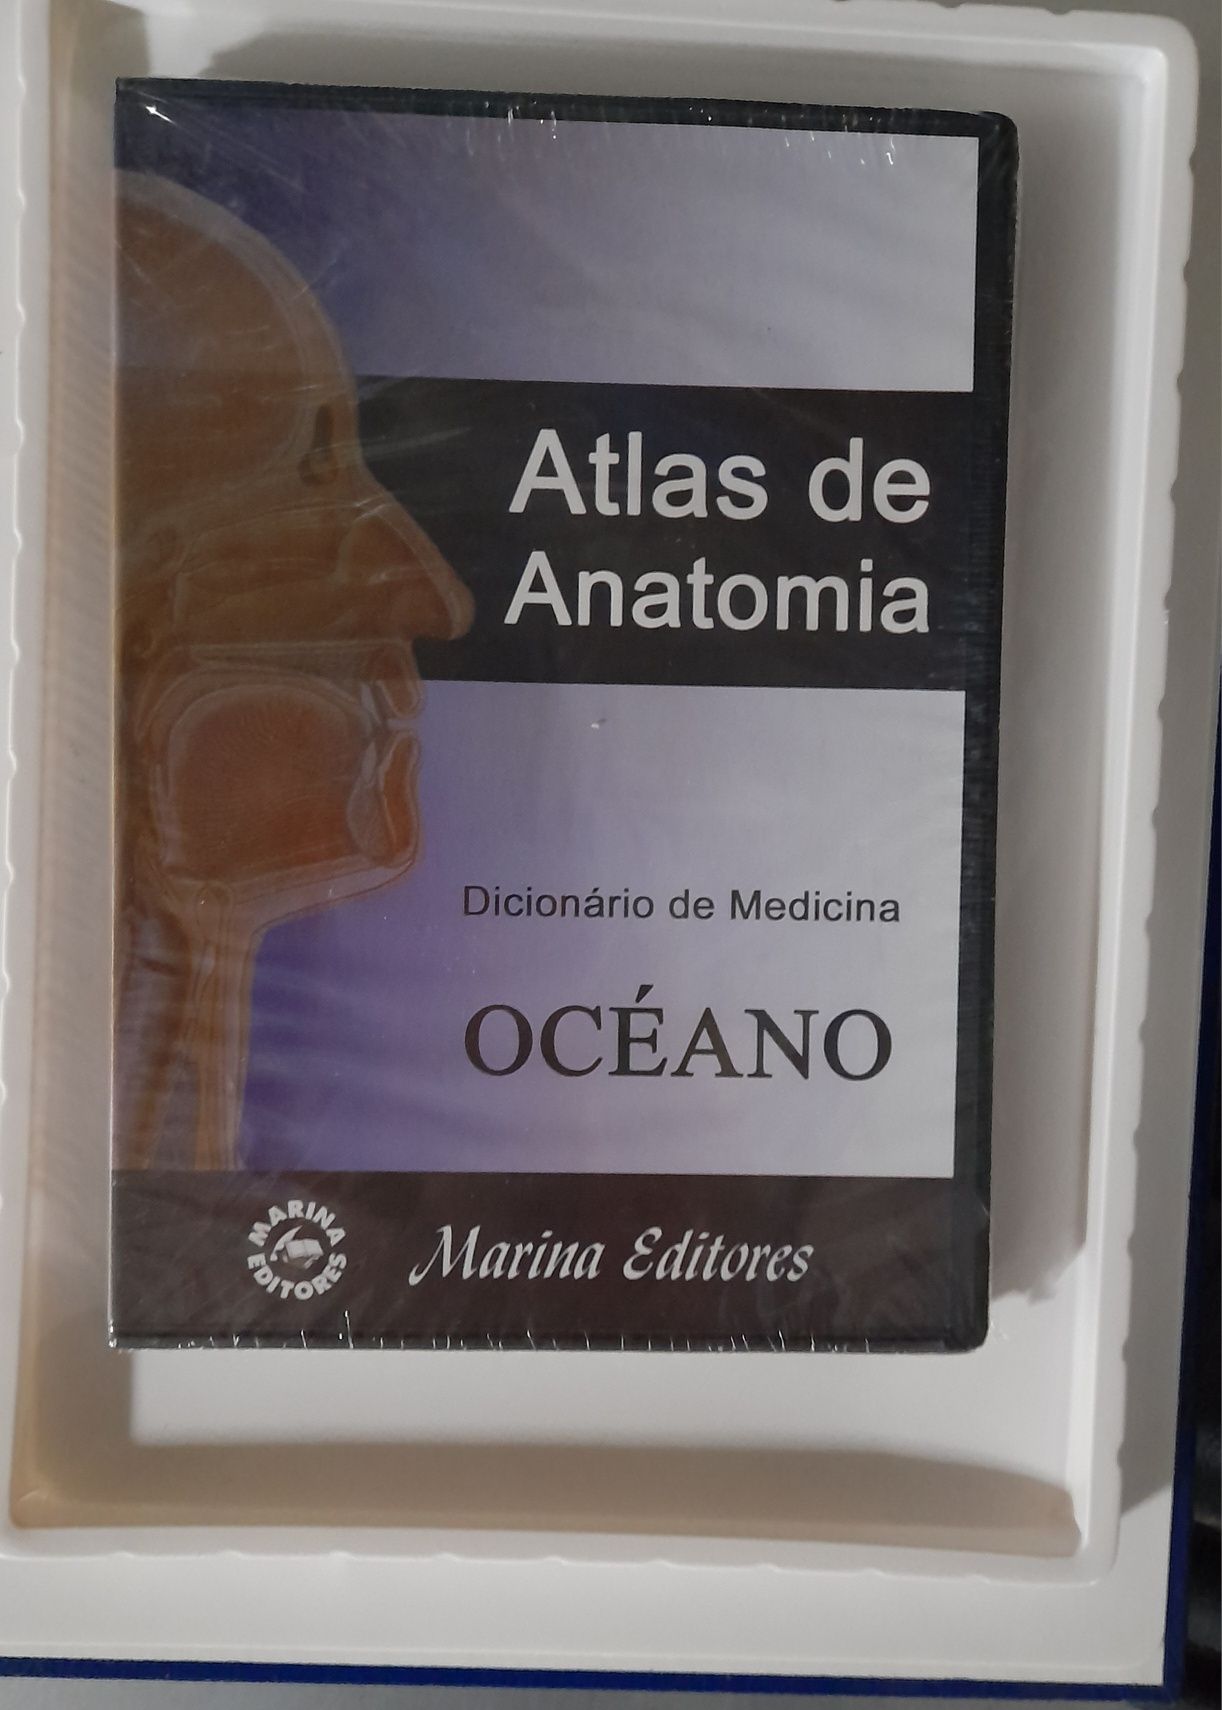 Atlas de
Anatomia
Dicionário de Medicina
OCÉANO
MARINA
EDITORES
Marina Editores